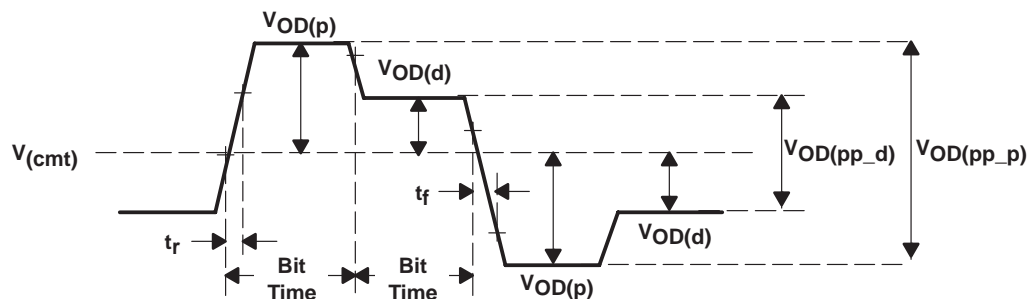 VOD(p)
VOD(d)
V(cmt)
VOD(pp_d)
VOD(pp_p)
tf
VOD(d)
tr
Bit
Time
Bit
Time
VOD(p)